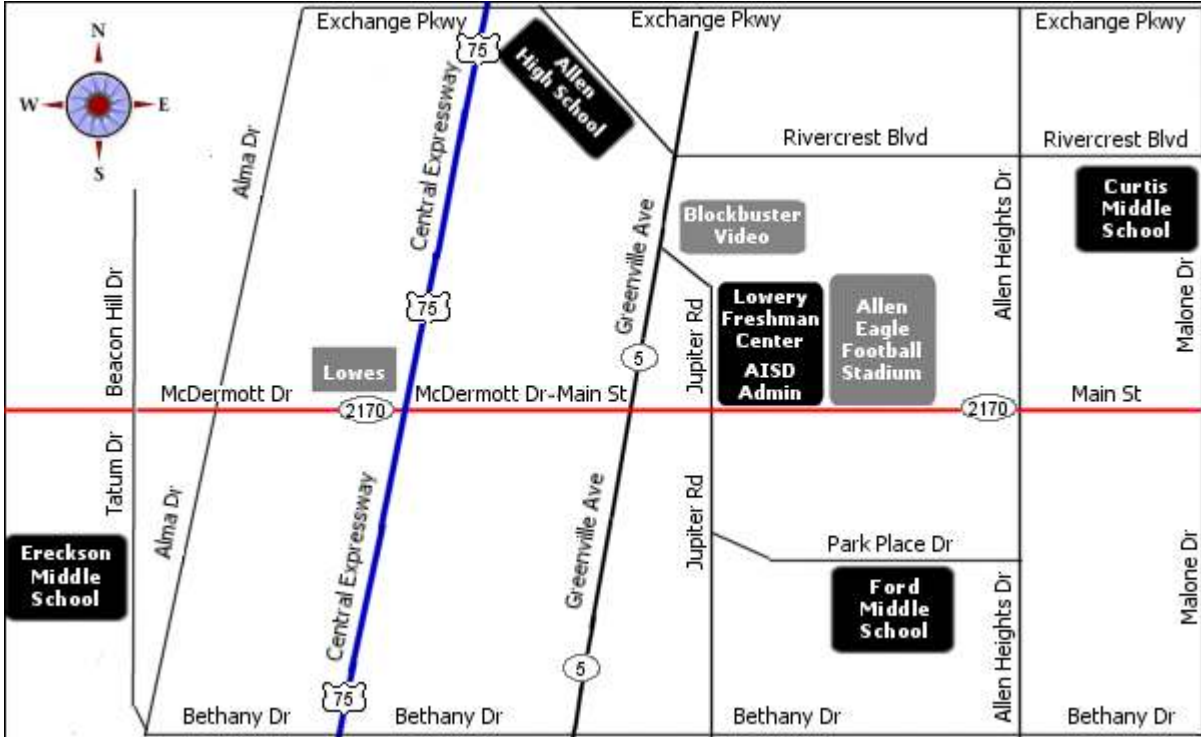 Exchange Pkwy
Exchange Pkwy
Exchange Pkwy
N
W
E
S
75
Allen
High School
Central Expressway
Alma Dr
Rivercrest Blvd
Rivercrest Blvd
Greenville Ave
Blockbuster
Video
Allen Heights Dr
Curtis
Middle
School
Malone Dr
Beacon Hill Dr
75
Lowery
Freshman
Center
AISD
Admin
Allen
Eagle
Football
Stadium
Jupiter Rd
5
Lowes
McDermott Dr
2170
McDermott Dr-Main St
2170
Main St
Tatum Dr
Alma Dr
Central Expressway
Greenville Ave
Jupiter Rd
Park Place Dr
Ereckson
Middle
School
Ford
Middle
School
Allen Heights Dr
Malone Dr
5
75
Bethany Dr
Bethany Dr
Bethany Dr
Bethany Dr